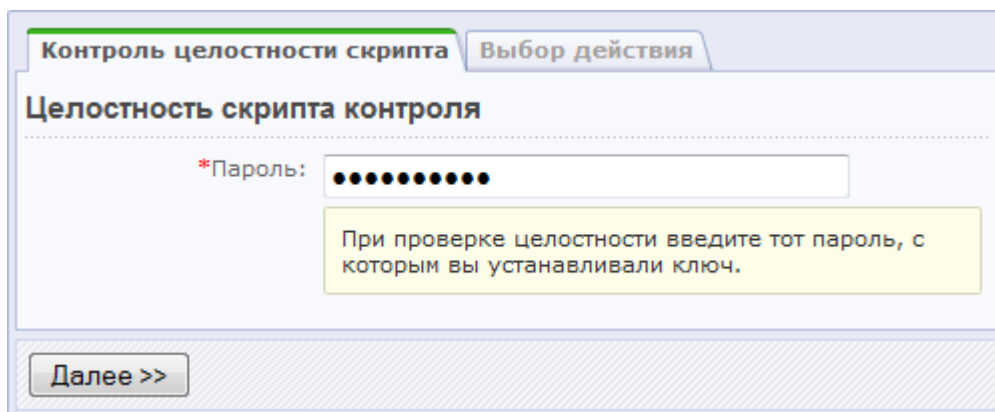 Контроль целостности скрипта Выбор действия
Целостность скрипта контроля
*Пароль: ●●●●●●●●●●
При проверке целостности введите тот пароль, с
которым вы устанавливали ключ.
Далее >>